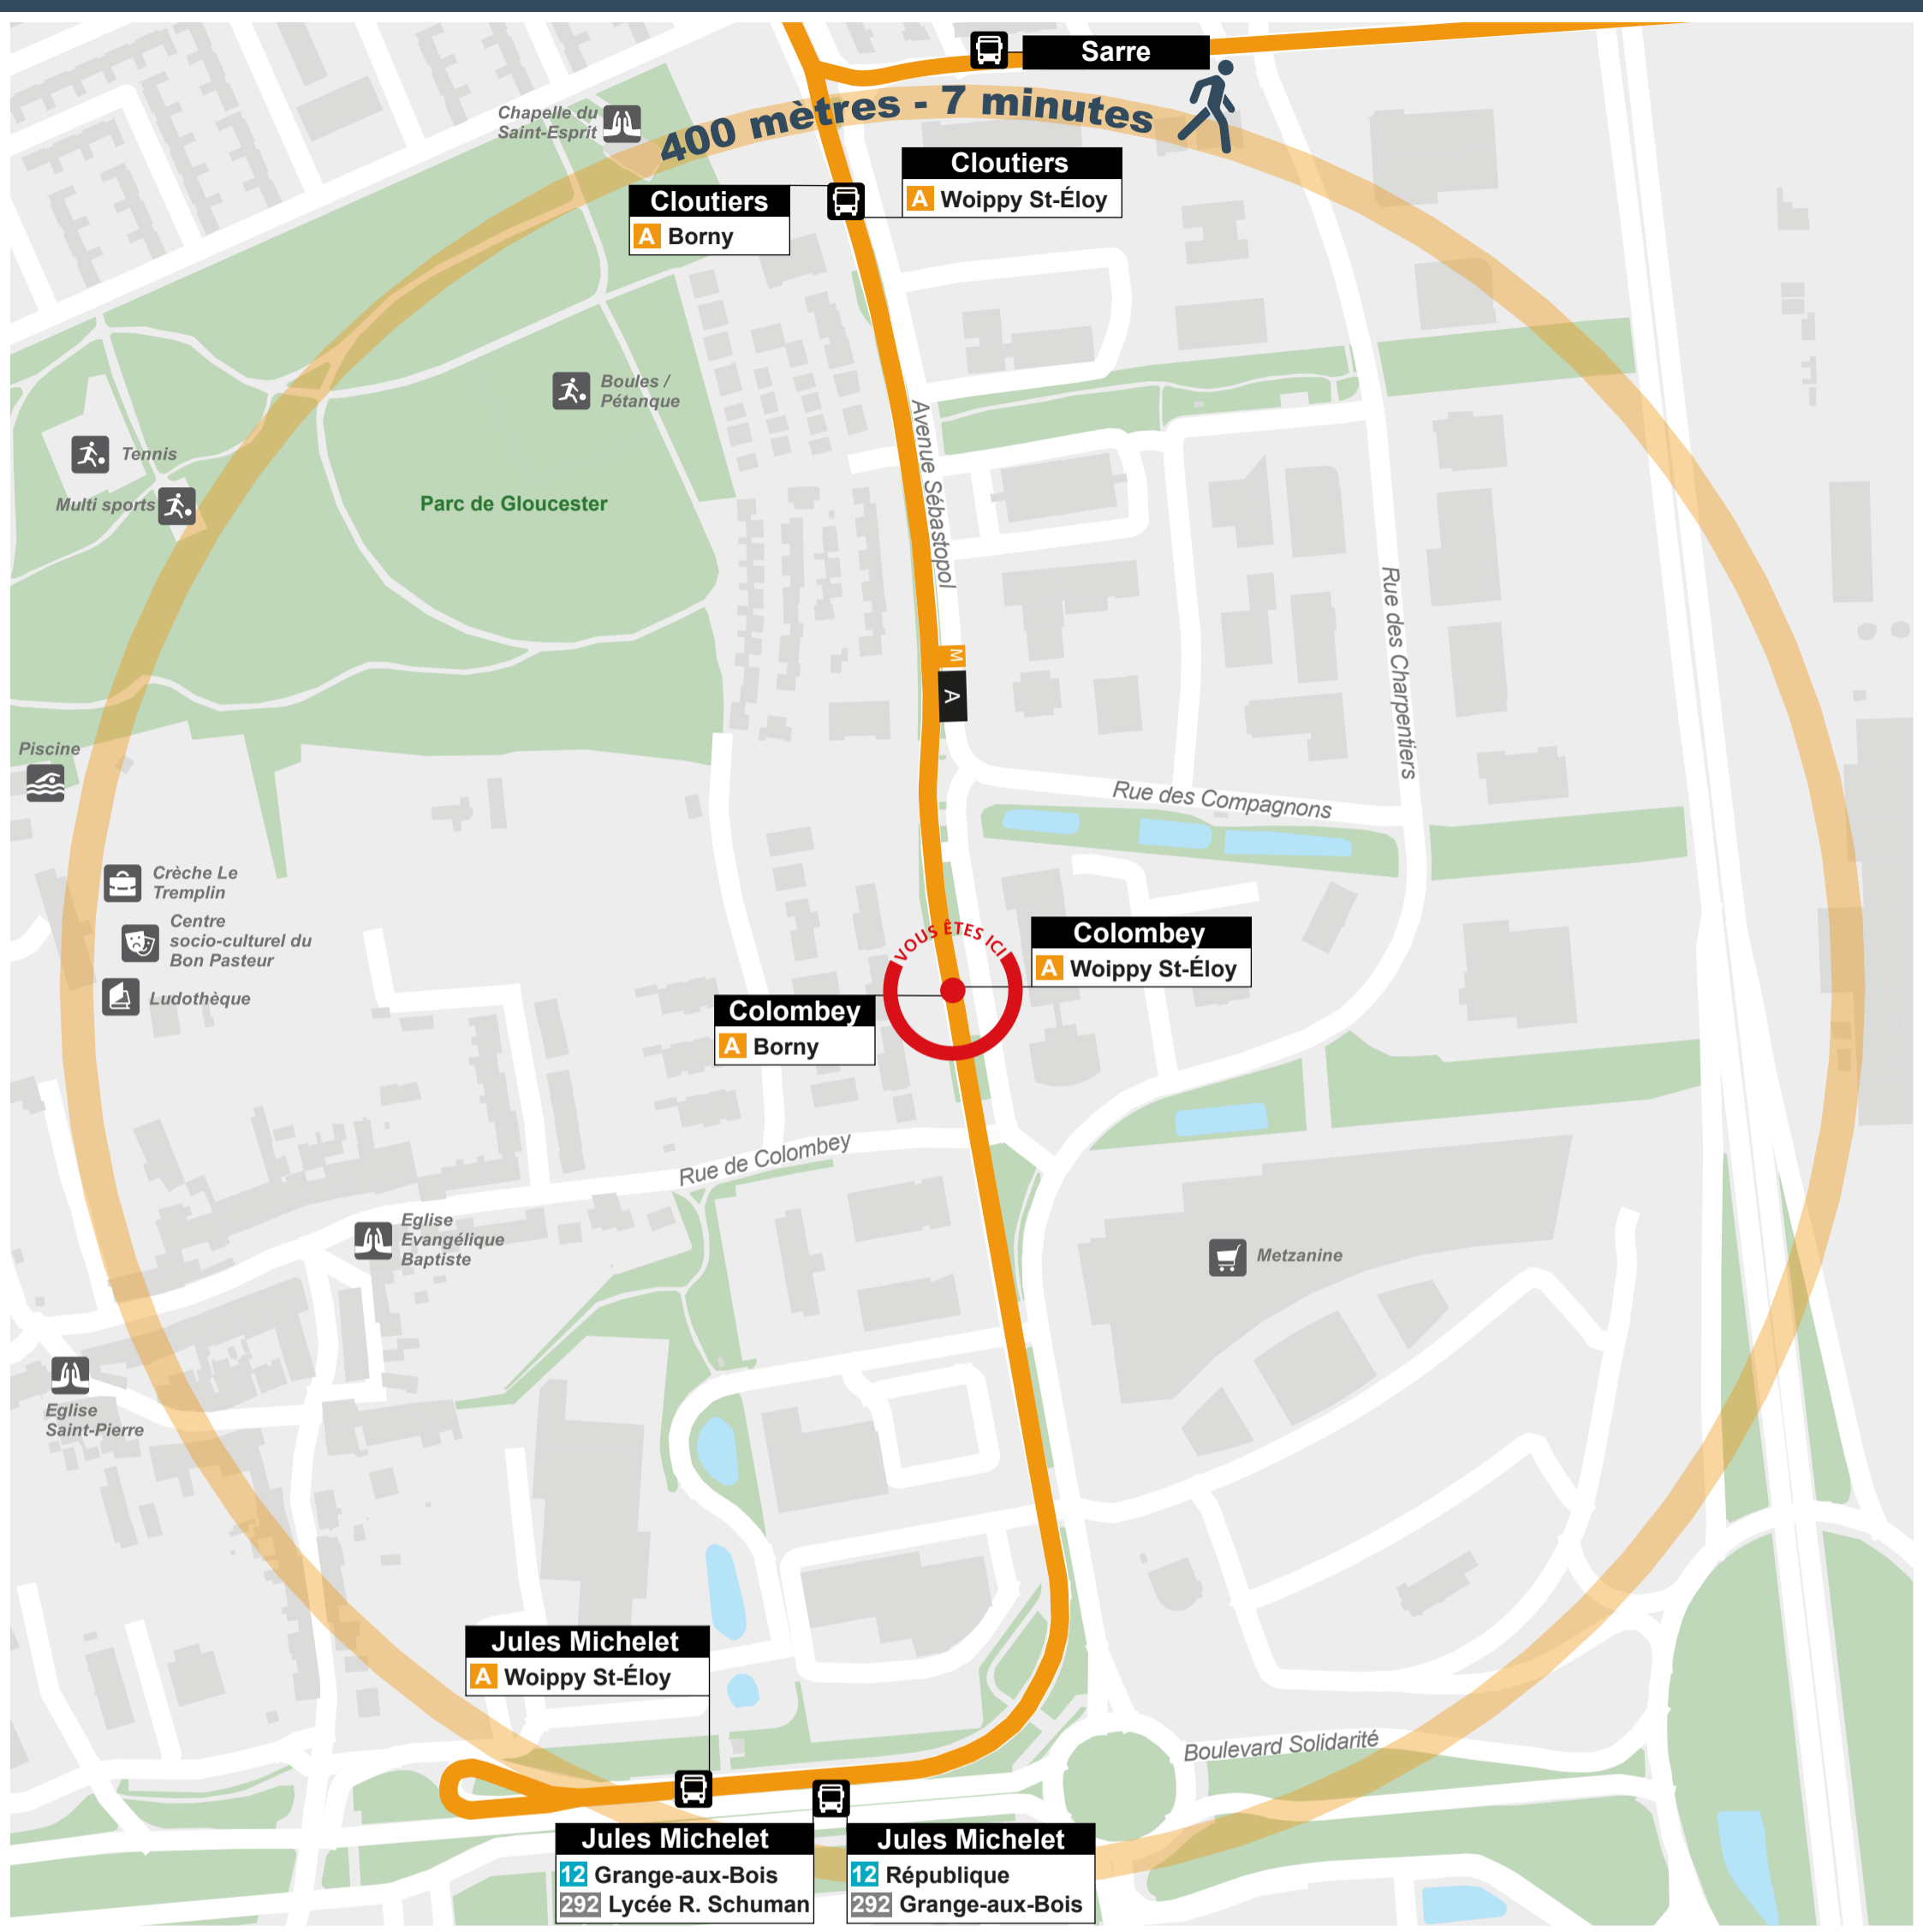 Sarre
400 mètres - 7 minutes
Chapelle du
Saint-Esprit
Cloutiers
A Woippy St-Éloy
Cloutiers
A Borny
Boules /
Pétanque
Tennis
Multi sports
Parc de Gloucester
Avenue Sébastopol
Rue des Charpentiers
M
A
Piscine
Rue des Compagnons
Crèche Le
Tremplin
Centre
socio-culturel du
Bon Pasteur
Ludothèque
VOUS ÊTES ICI
Colombey
A Woippy St-Éloy
Colombey
A Borny
Rue de Colombey
Eglise
Evangélique
Baptiste
Metzanine
Eglise
Saint-Pierre
Jules Michelet
A Woippy St-Éloy
Boulevard Solidarité
Jules Michelet
12 Grange-aux-Bois
292 Lycée R. Schuman
Jules Michelet
12 République
292 Grange-aux-Bois